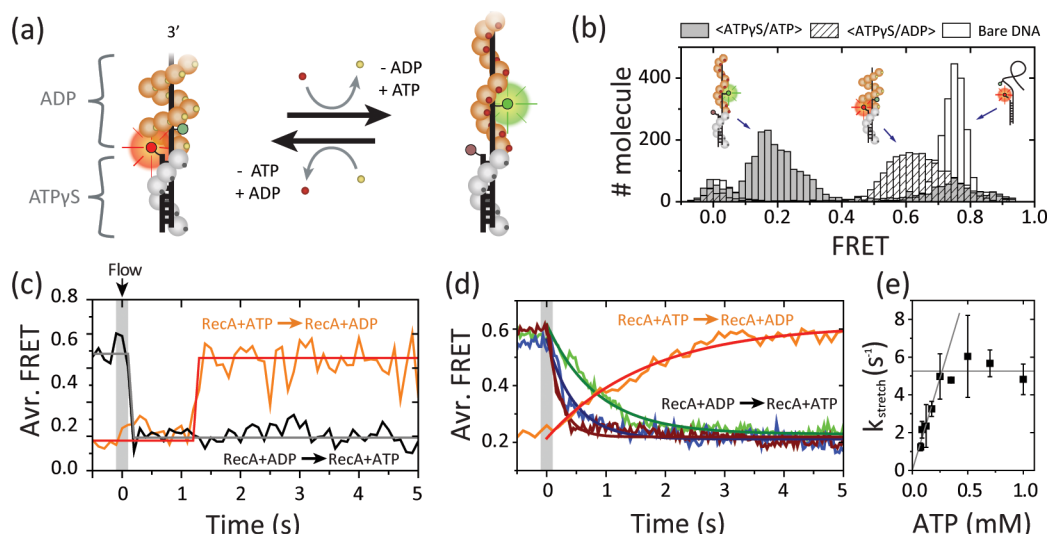 (a)
3'
ADP
ATPγS
- ADP
+ ATP
- ATP
+ ADP
(b)
<ATPγS/ATP>
<ATPγS/ADP>
Bare DNA
# molecule
400
200
0
0.0 0.2 0.4 0.6 0.8 1.0
FRET
(c)
Flow
Avr. FRET
0.8
0.6
0.4
0.2
0.0
RecA+ATP → RecA+ADP
RecA+ADP → RecA+ATP
0 1 2 3 4 5
Time (s)
(d)
Avr. FRET
0.6
0.4
0.2
RecA+ATP → RecA+ADP
RecA+ADP → RecA+ATP
0 1 2 3 4 5
Time (s)
(e)
k stretch (s⁻¹)
8
6
4
2
0
0.0 0.5 1.0
ATP (mM)